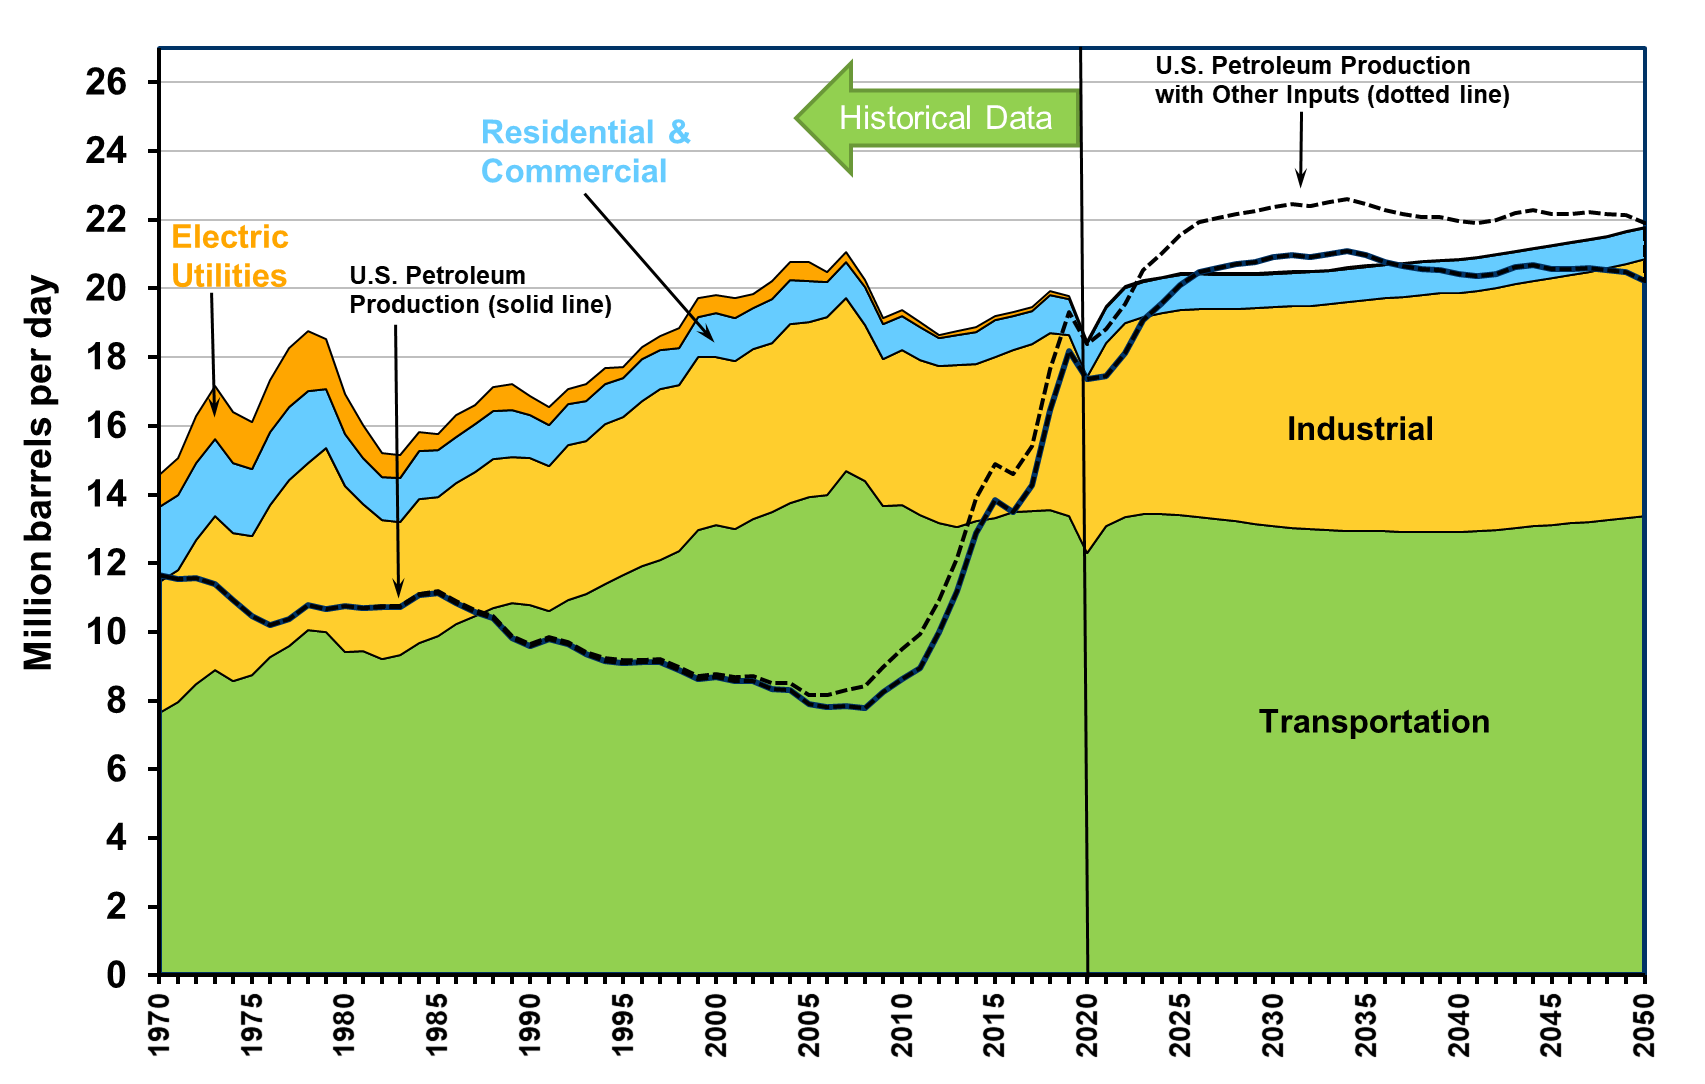 U.S. Petroleum Production
with Other Inputs (dotted line)
Historical Data
Residential &
Commercial
Electric
Utilities
U.S. Petroleum
Production (solid line)
Industrial
Transportation
Million barrels per day
26
24
22
20
18
16
14
12
10
8
6
4
2
0
1970
1975
1980
1985
1990
1995
2000
2005
2010
2015
2020
2025
2030
2035
2040
2045
2050